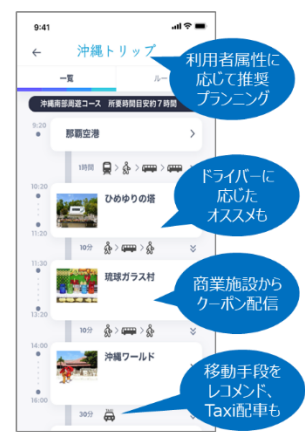 9:41
沖縄トリップ
一覧
ルー
沖縄南部周遊コース 所要時間目安約7時間
9:20
那覇空港
1時間
10:20
ひめゆりの塔
11:20
10分
11:30
琉球ガラス村
13:20
10分
14:00
沖縄ワールド
16:00
30分
利用者属性に
応じて推奨
プランニング
ドライバーに
応じた
オススメも
商業施設から
クーポン配信
移動手段を
レコメンド、
Taxi配車も